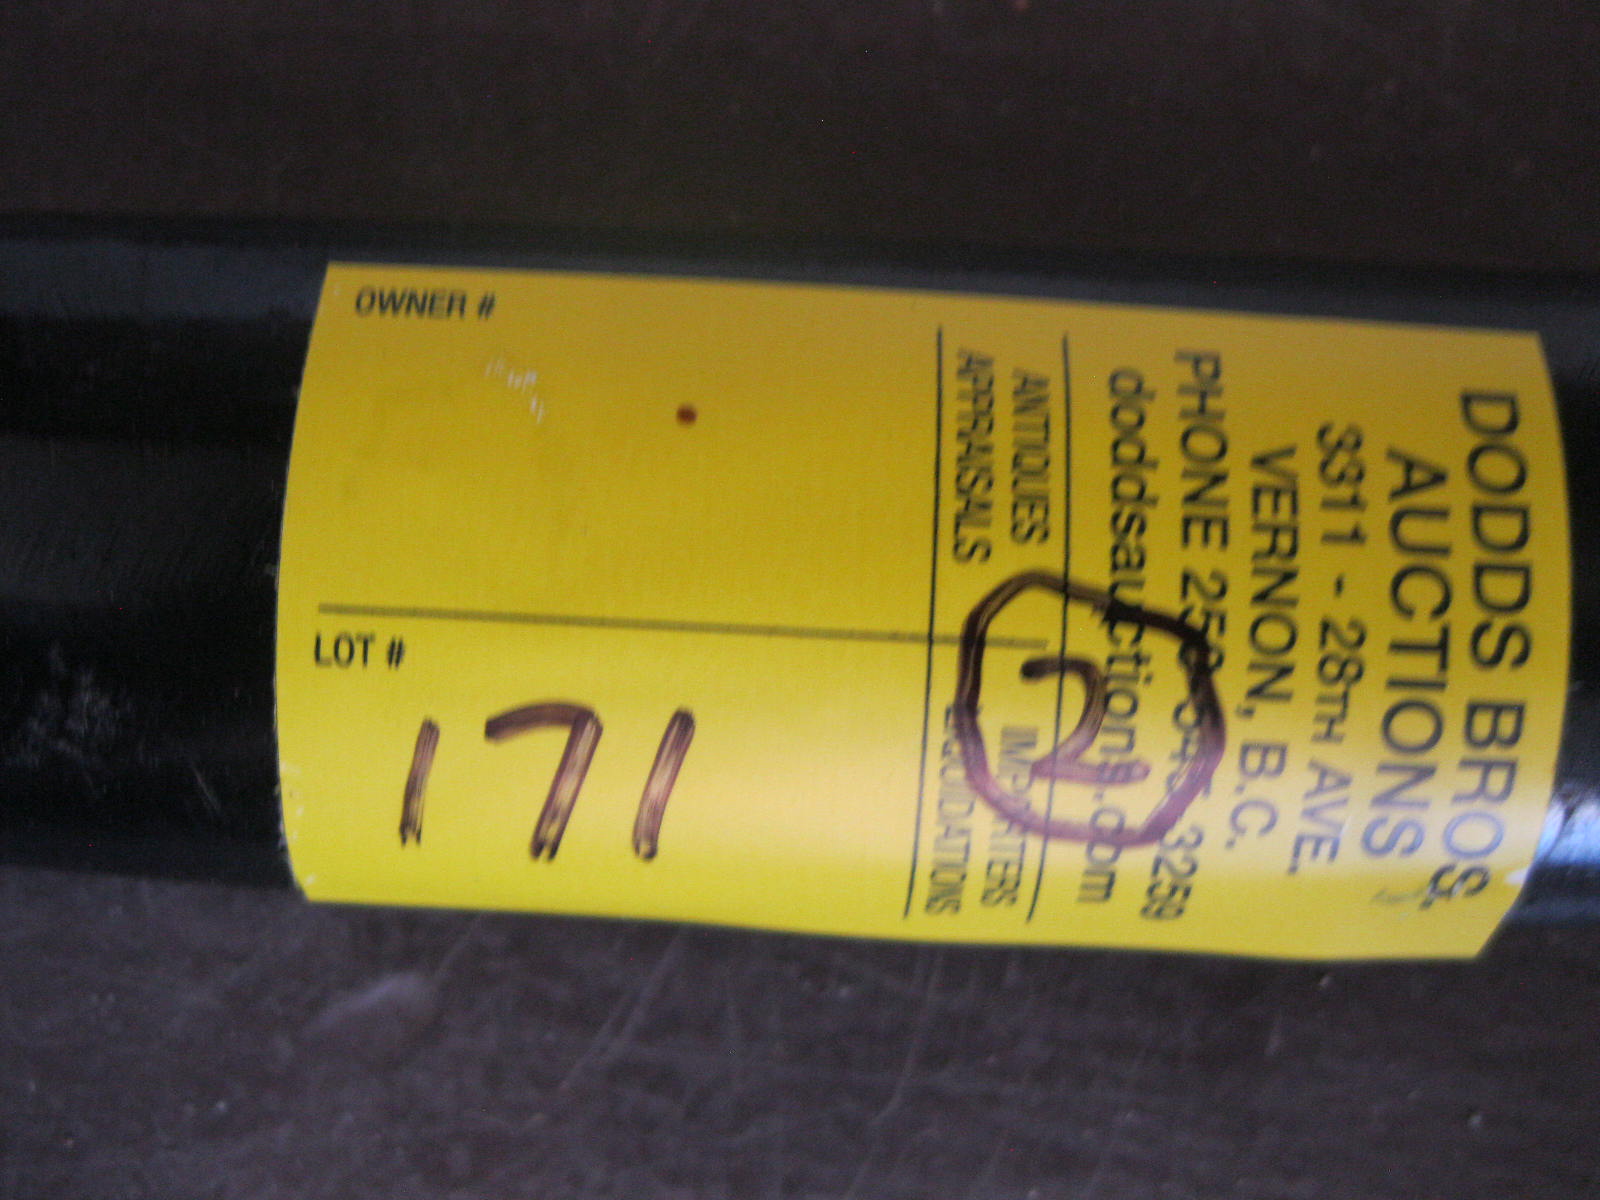 DODDS BROS.
AUCTIONS
3311 - 28TH AVE.
VERNON, B.C.
PHONE 250-545-3259
doddsauctions.com
ANTIQUES IMPORTERS
APPRAISALS LIQUIDATIONS
2
OWNER #
LOT #
171